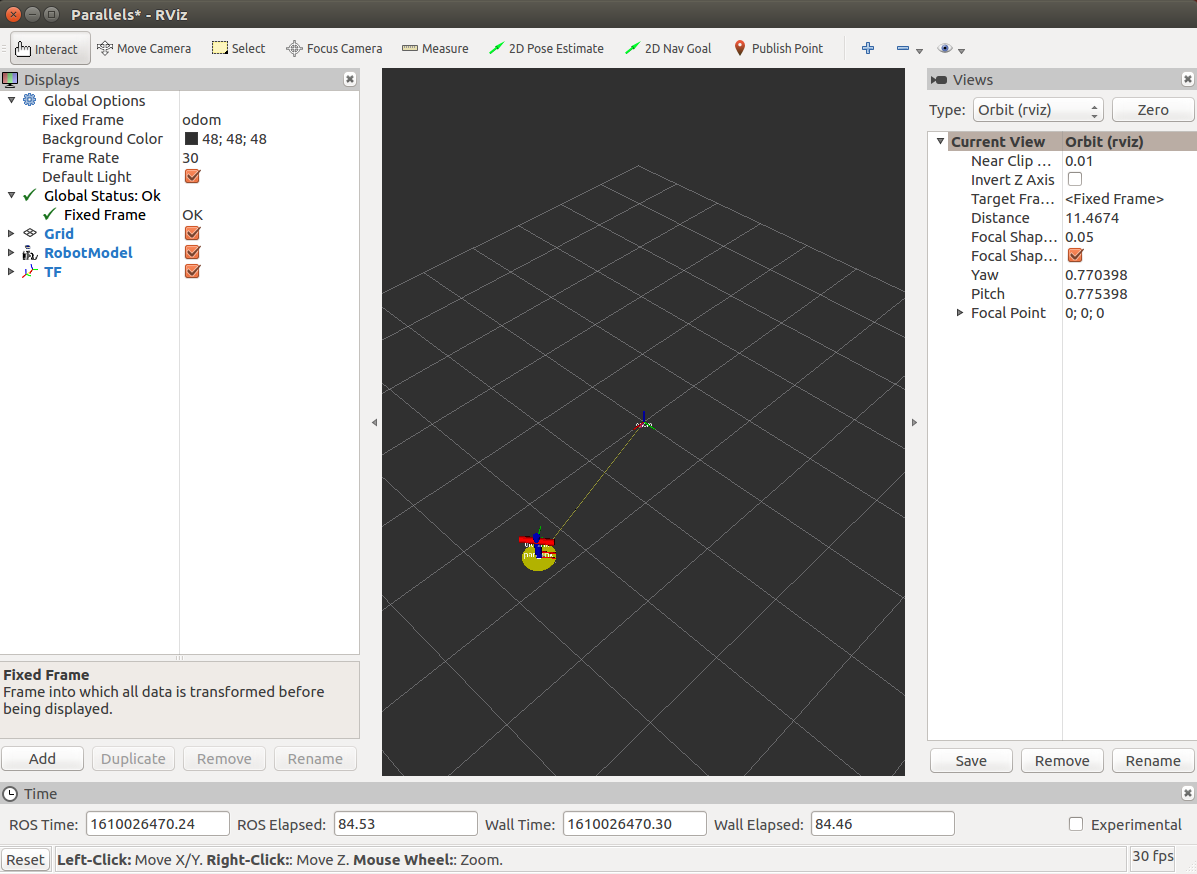 Parallels* - RViz
Interact Move Camera Select Focus Camera Measure 2D Pose Estimate 2D Nav Goal Publish Point
Displays
Global Options
Fixed Frame odom
Background Color 48; 48; 48
Frame Rate 30
Default Light
Global Status: Ok
Fixed Frame OK
Grid
RobotModel
TF
Fixed Frame
Frame into which all data is transformed before
being displayed.
Add Duplicate Remove Rename
Views
Type: Orbit (rviz) Zero
Current View Orbit (rviz)
Near Clip ... 0.01
Invert Z Axis
Target Fra... <Fixed Frame>
Distance 11.4674
Focal Shap... 0.05
Focal Shap...
Yaw 0.770398
Pitch 0.775398
Focal Point 0; 0; 0
Save Remove Rename
Time
ROS Time: 1610026470.24 ROS Elapsed: 84.53 Wall Time: 1610026470.30 Wall Elapsed: 84.46 Experimental
Reset Left-Click: Move X/Y. Right-Click:: Move Z. Mouse Wheel:: Zoom. 30 fps